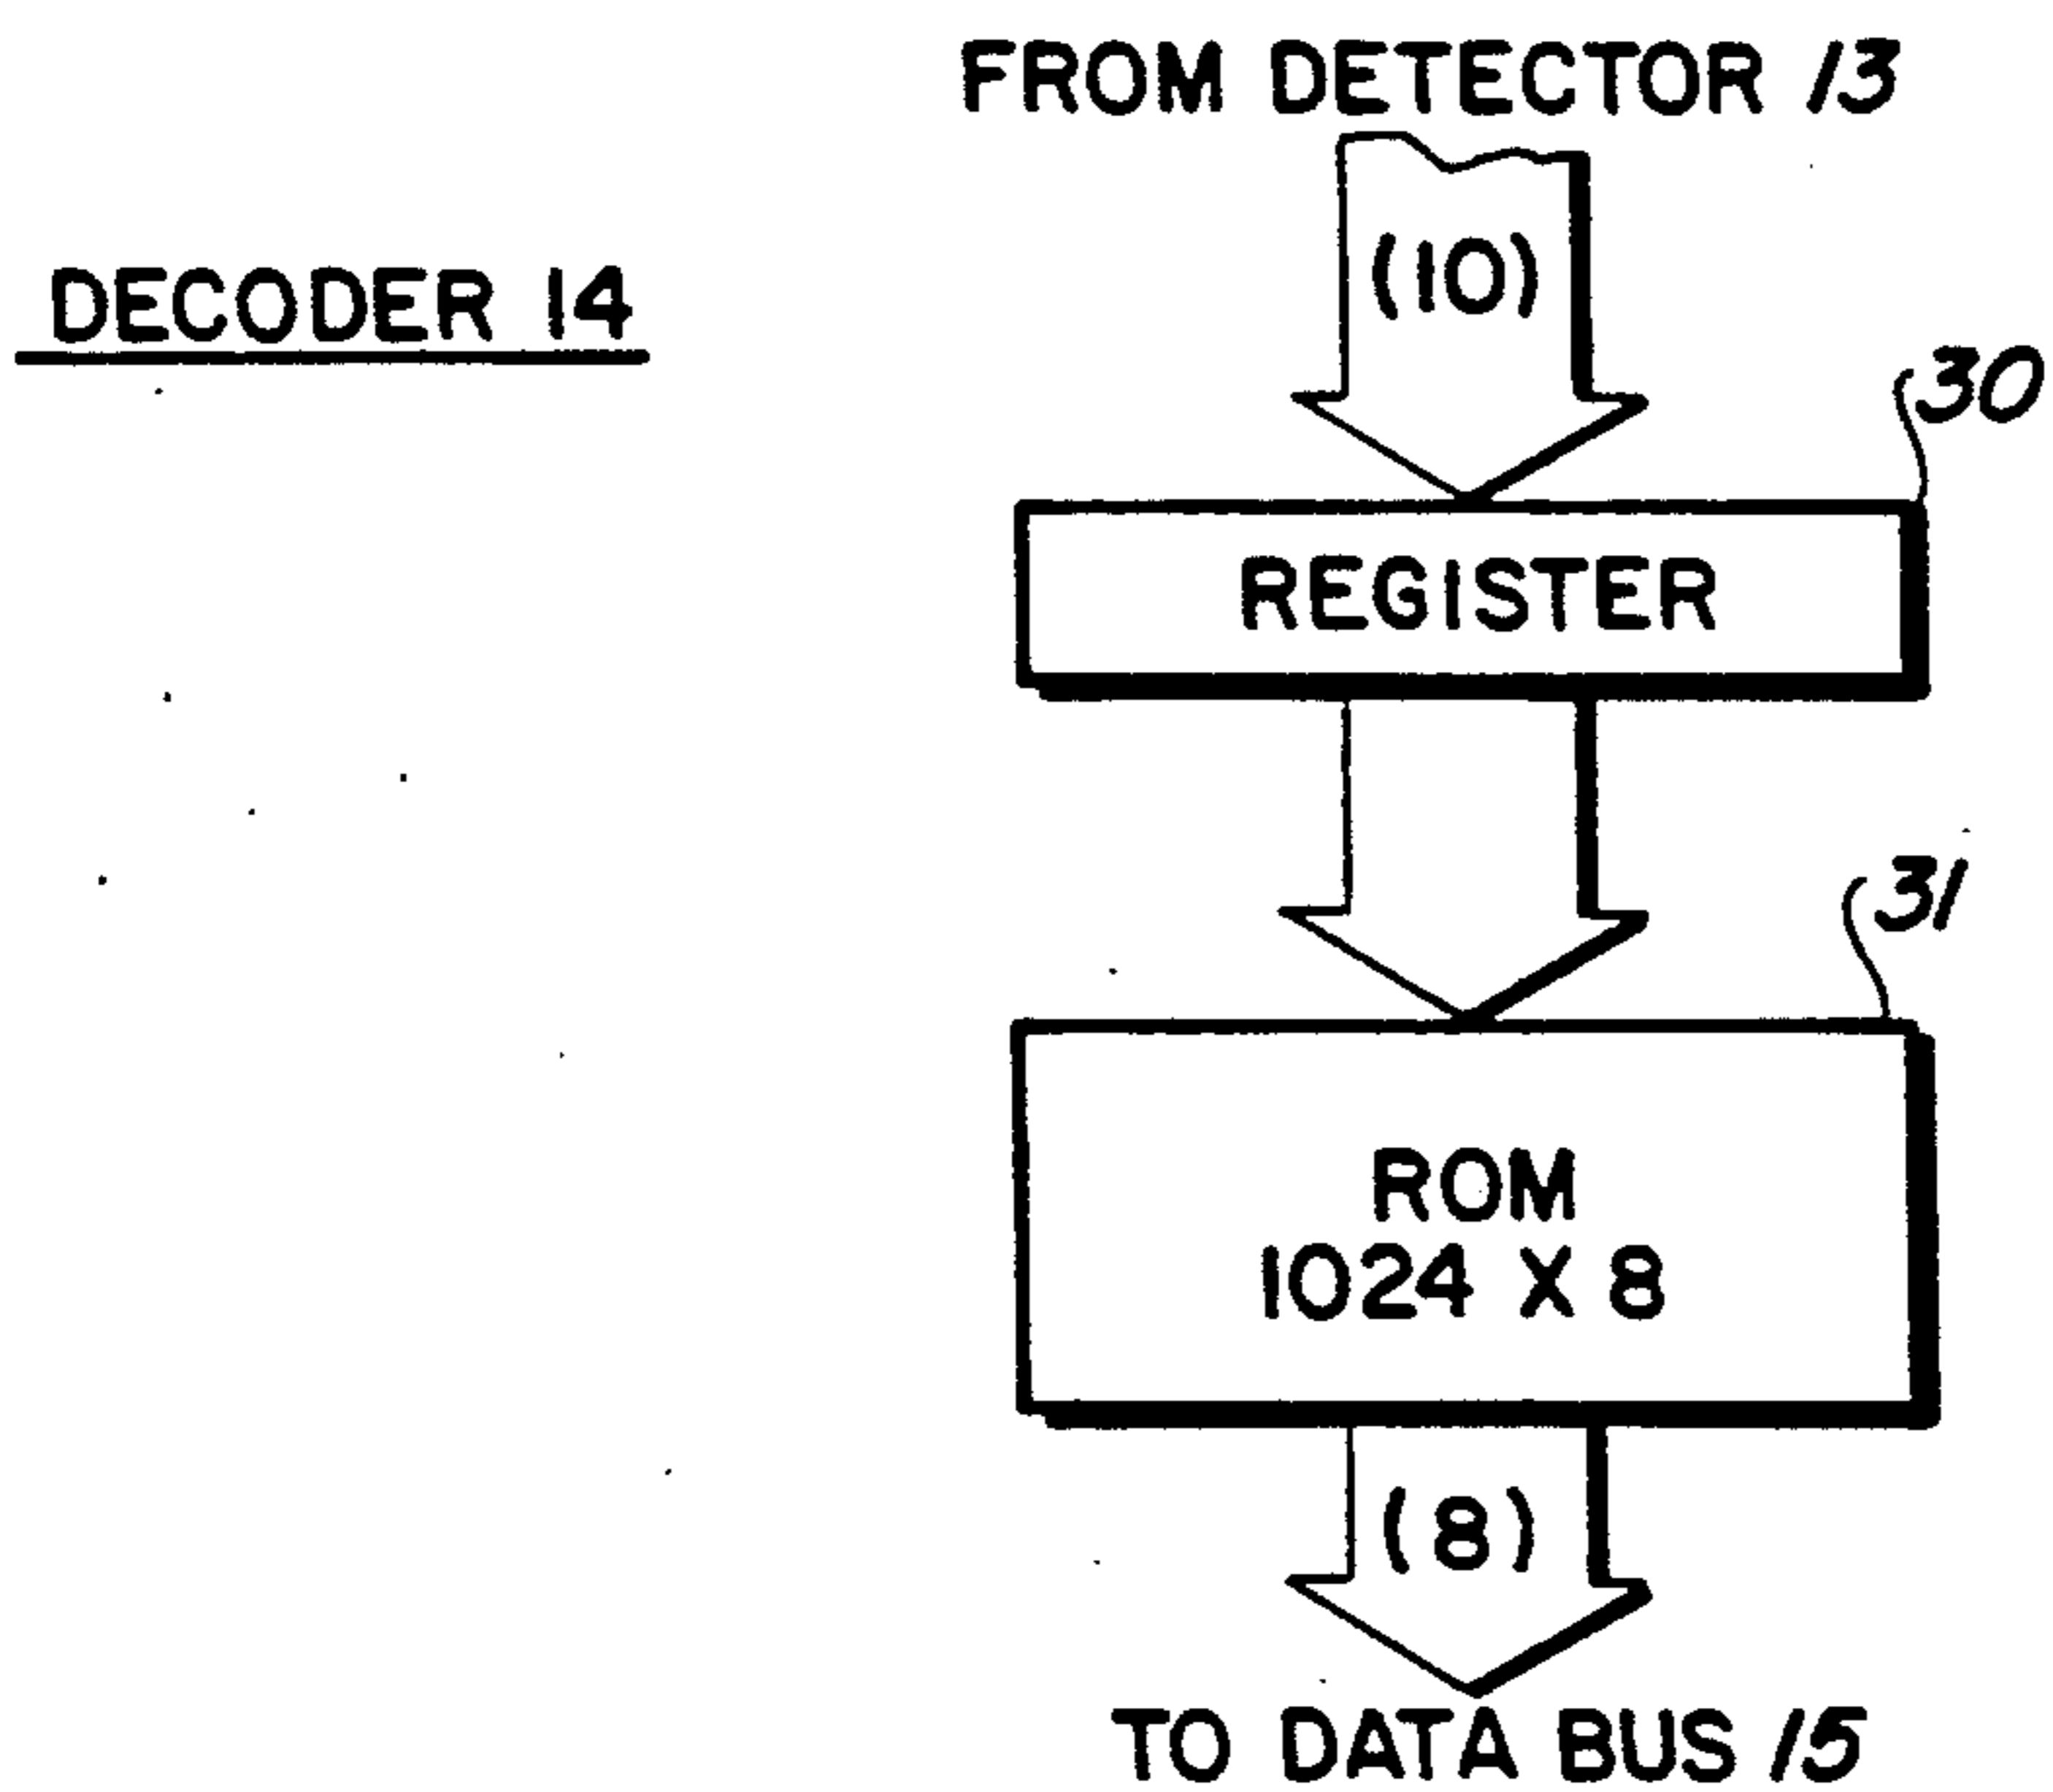 FROM DETECTOR 13
(10)
DECODER 14
30
REGISTER
31
ROM
1024 X 8
(8)
TO DATA BUS 15